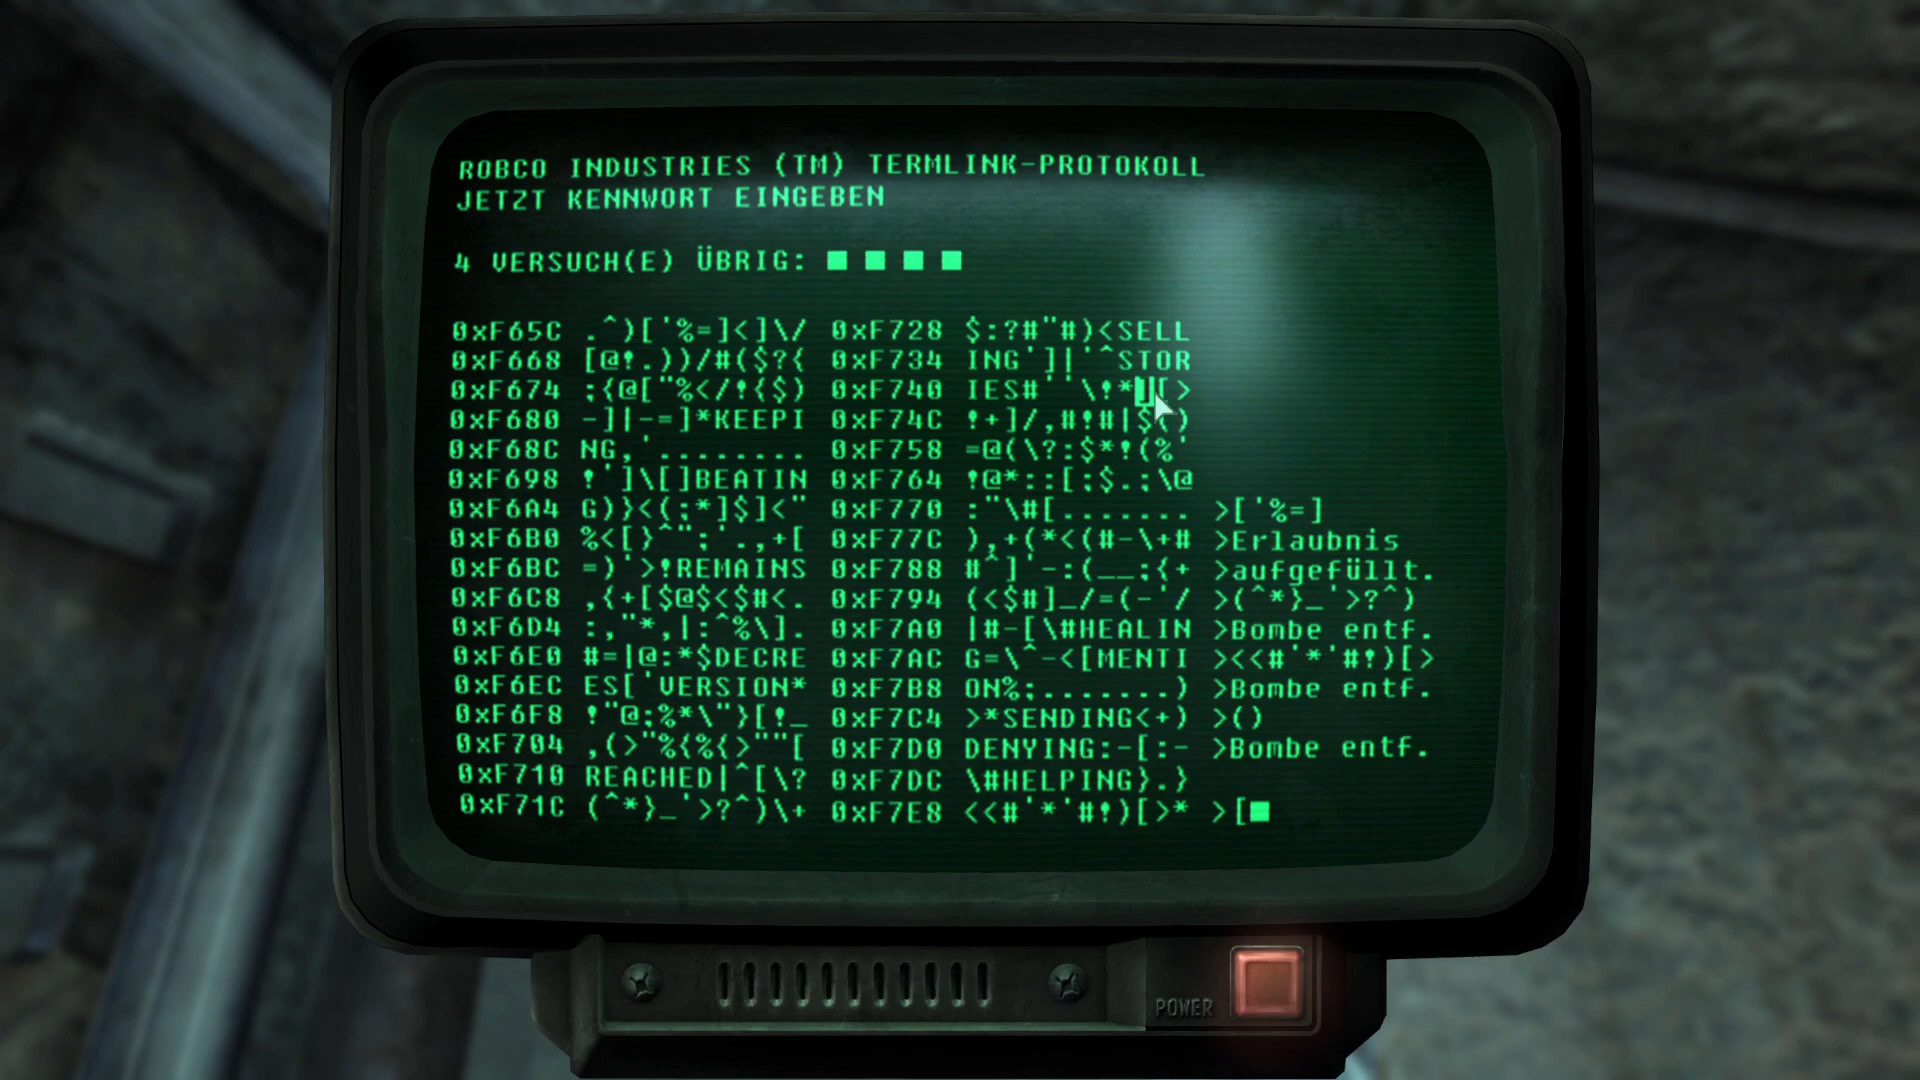 ROBCO INDUSTRIES (TM) TERMLINK-PROTOKOLL
JETZT KENNWORT EINGEBEN
4 VERSUCH(E) ÜBRIG: ■ ■ ■ ■
0xF65C .^)['%=]<]\/ 0xF728 $:?#"#)<SELL
0xF668 [@!.))/#($?{ 0xF734 ING']|'^STOR
0xF674 ;{@["%</!{$) 0xF740 IES#''\!*][>
0xF680 -]|-=]*KEEPI 0xF74C !+]/,#!#|$()
0xF68C NG,'........ 0xF758 =@(\?:$*!(%'
0xF698 !']\[]BEATIN 0xF764 !@*::[;$.;\@
0xF6A4 G)}<(;*]$]<" 0xF770 :"\#[....... >['%=]
0xF6B0 %<[}^";'.,+[ 0xF77C ),+(*<(#-\+# >Erlaubnis
0xF6BC =)'>!REMAINS 0xF788 #^]'-:(__;{+ >aufgefüllt.
0xF6C8 ,{+[$@$<$#<. 0xF794 (<$#]_/=(-'/ >(^*}_'>?^)
0xF6D4 :,"*,|:^%\]. 0xF7A0 |#-[\#HEALIN >Bombe entf.
0xF6E0 #=|@:*$DECRE 0xF7AC G=\^-<[MENTI ><<#'*'#!)[>
0xF6EC ES['VERSION* 0xF7B8 ON%;.......) >Bombe entf.
0xF6F8 !"@;%*\"}[!_ 0xF7C4 >*SENDING<+) >()
0xF704 ,(>"%{%{>""[ 0xF7D0 DENYING:-[:- >Bombe entf.
0xF710 REACHED|^[\? 0xF7DC \#HELPING}.}
0xF71C (^*}_'>?^)\+ 0xF7E8 <<#'*'#!)[>* >[■
POWER